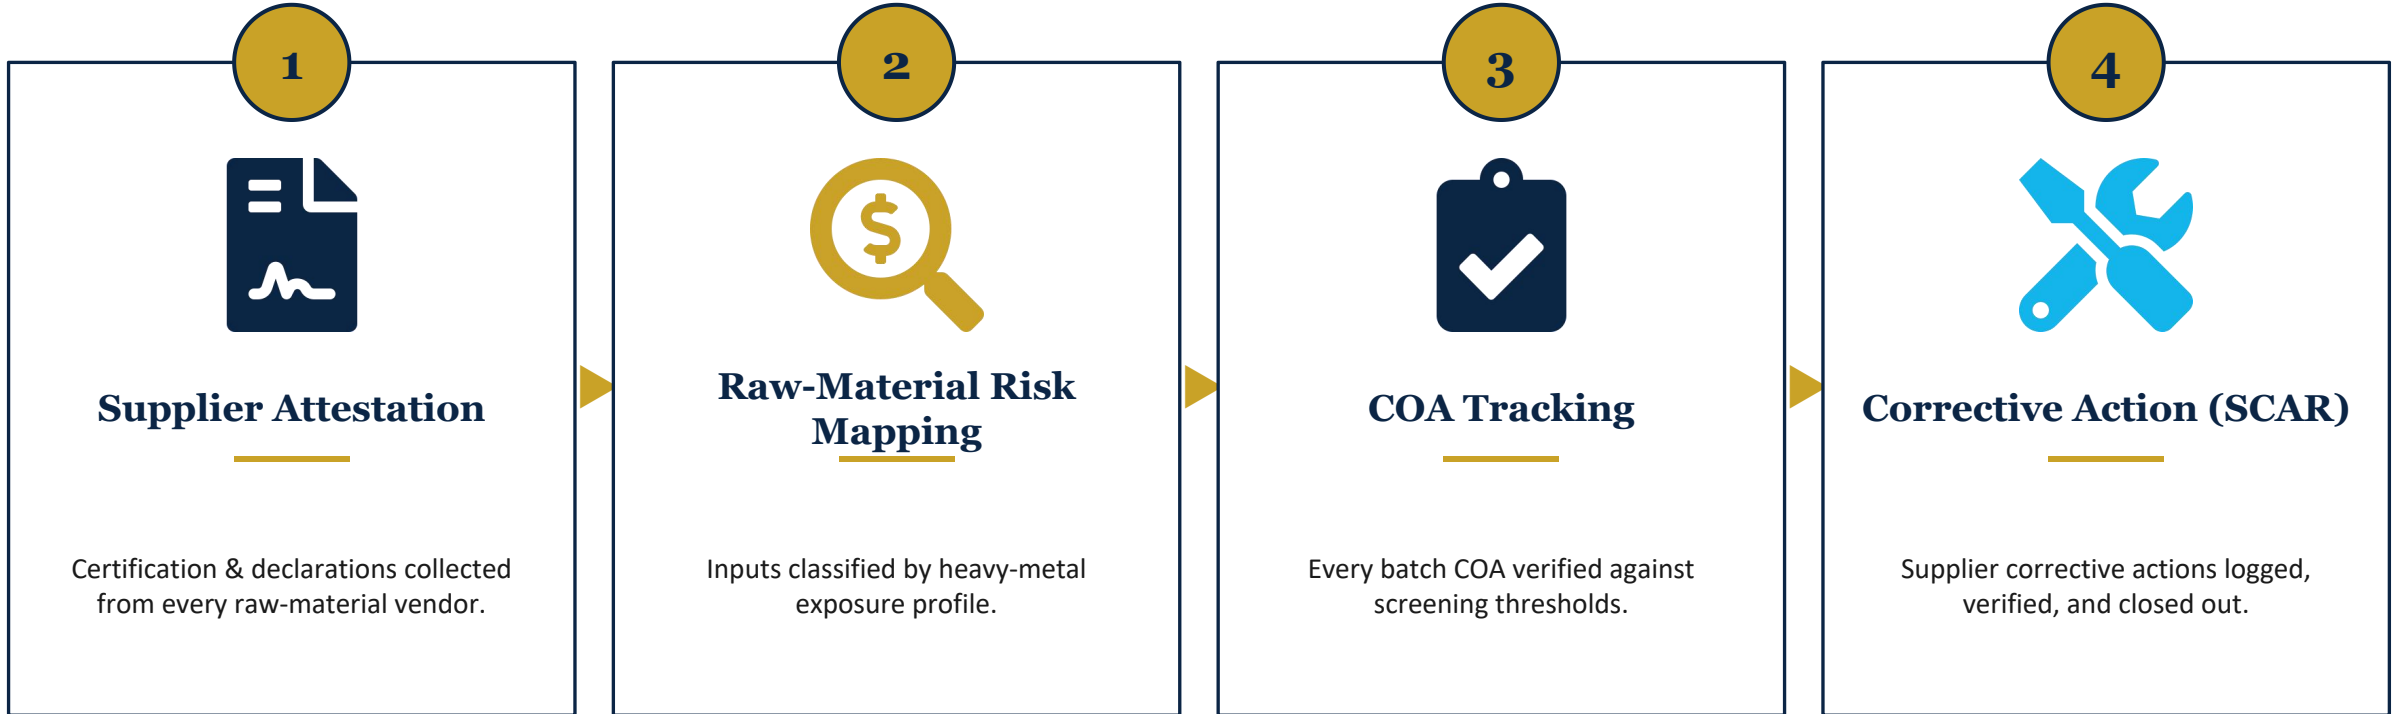 1
Supplier Attestation
Certification & declarations collected
from every raw-material vendor.
2
$
Raw-Material Risk
Mapping
Inputs classified by heavy-metal
exposure profile.
3
COA Tracking
Every batch COA verified against
screening thresholds.
4
Corrective Action (SCAR)
Supplier corrective actions logged,
verified, and closed out.